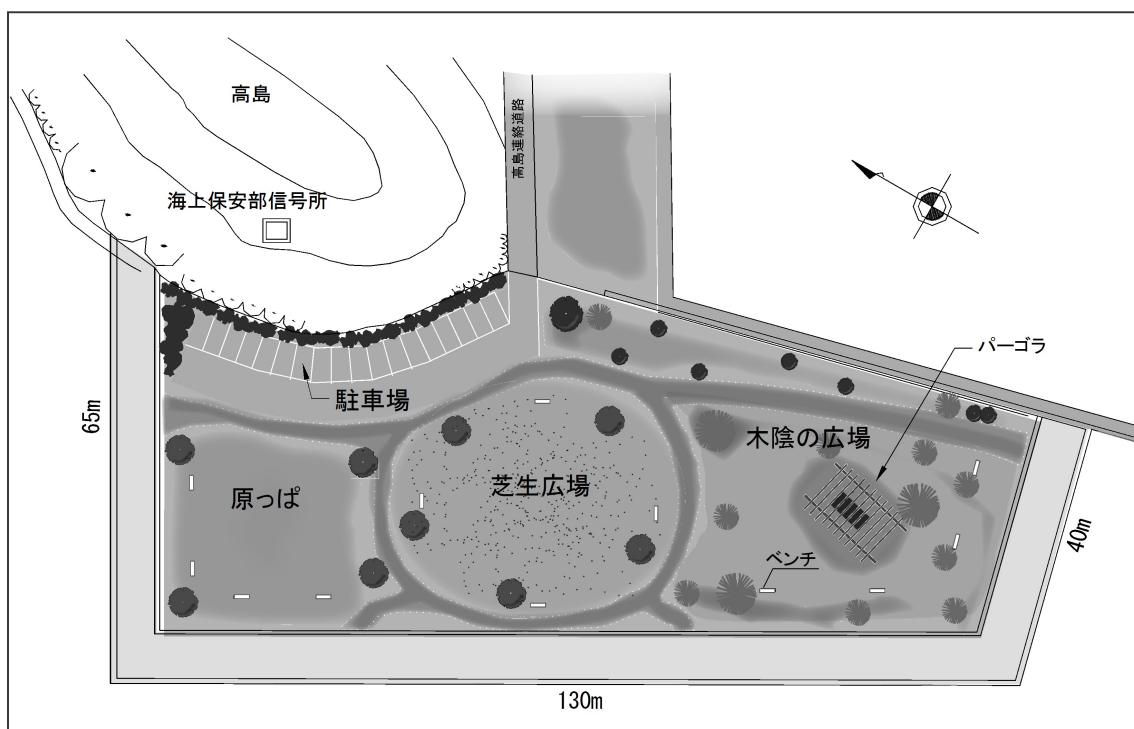 高島
高島連絡道路
海上保安部信号所
パーゴラ
駐車場
65m
木陰の広場
原っぱ
芝生広場
40m
ベンチ
130m